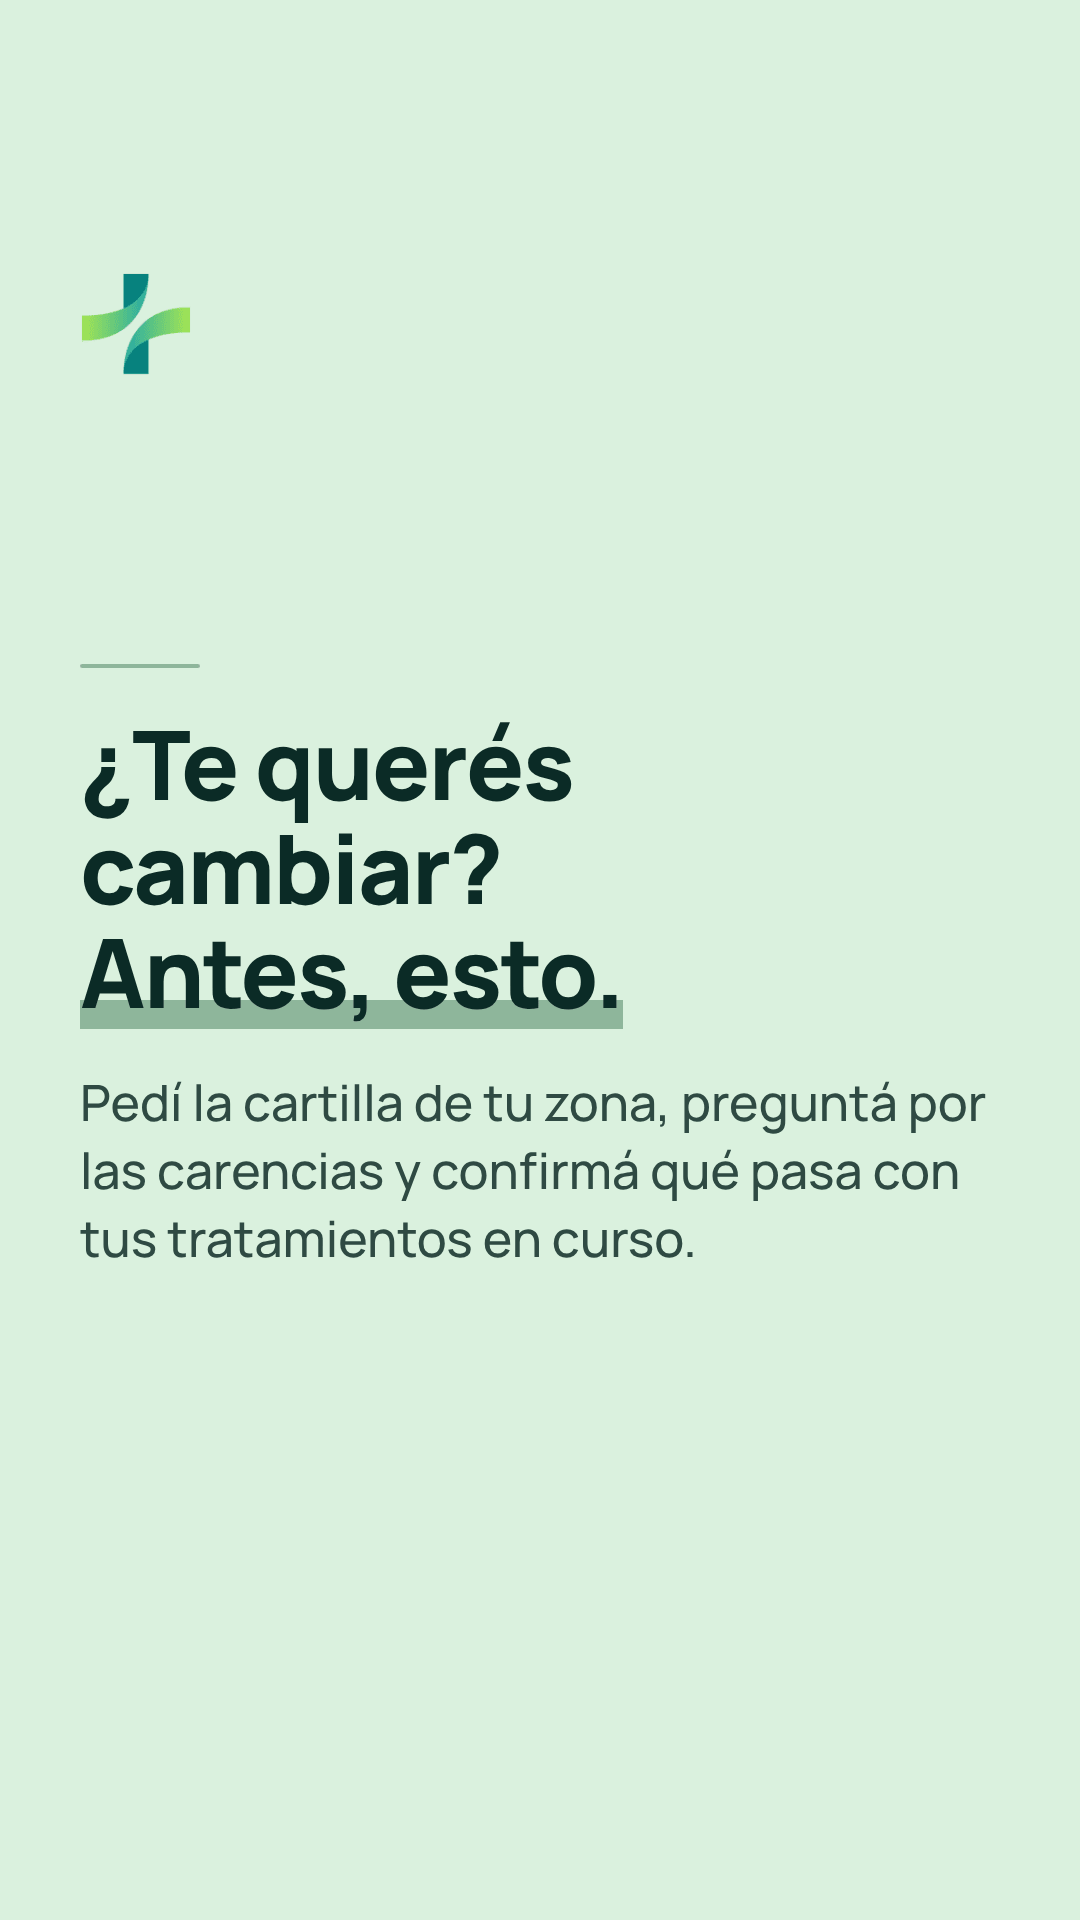 ¿Te querés
cambiar?
Antes, esto.
Pedí la cartilla de tu zona, preguntá por
las carencias y confirmá qué pasa con
tus tratamientos en curso.